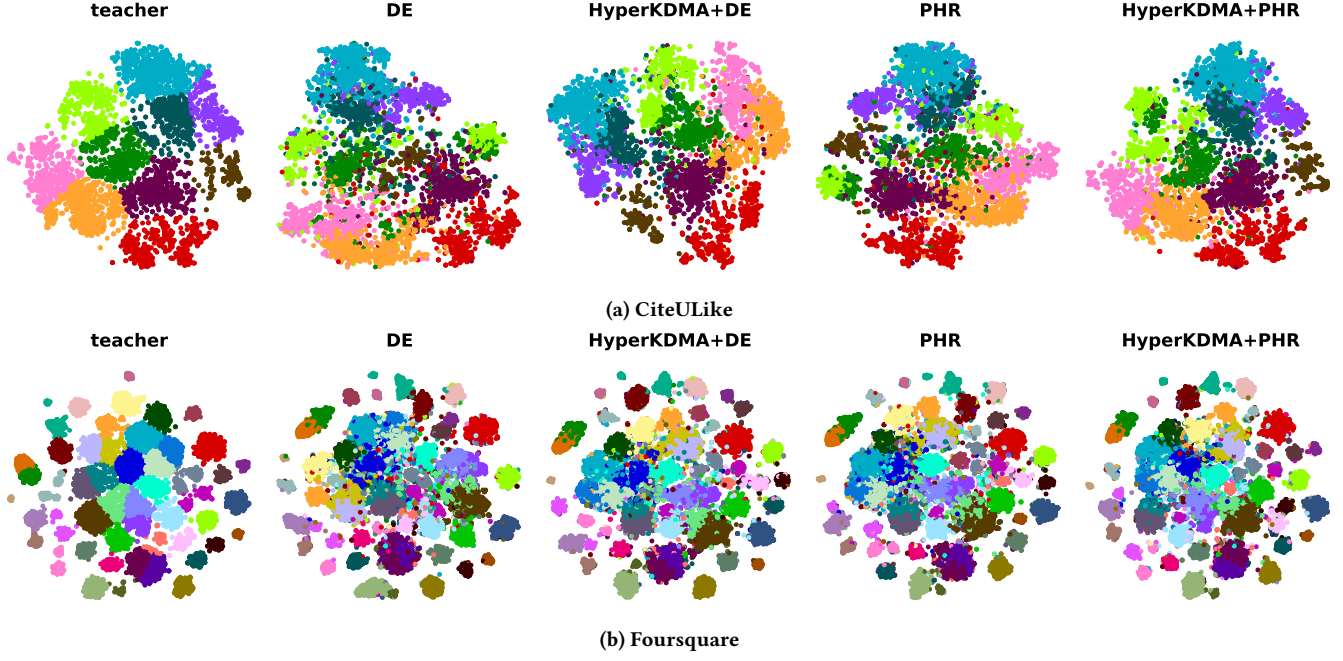 teacher DE HyperKDMA+DE PHR HyperKDMA+PHR
(a) CiteULike
teacher DE HyperKDMA+DE PHR HyperKDMA+PHR
(b) Foursquare